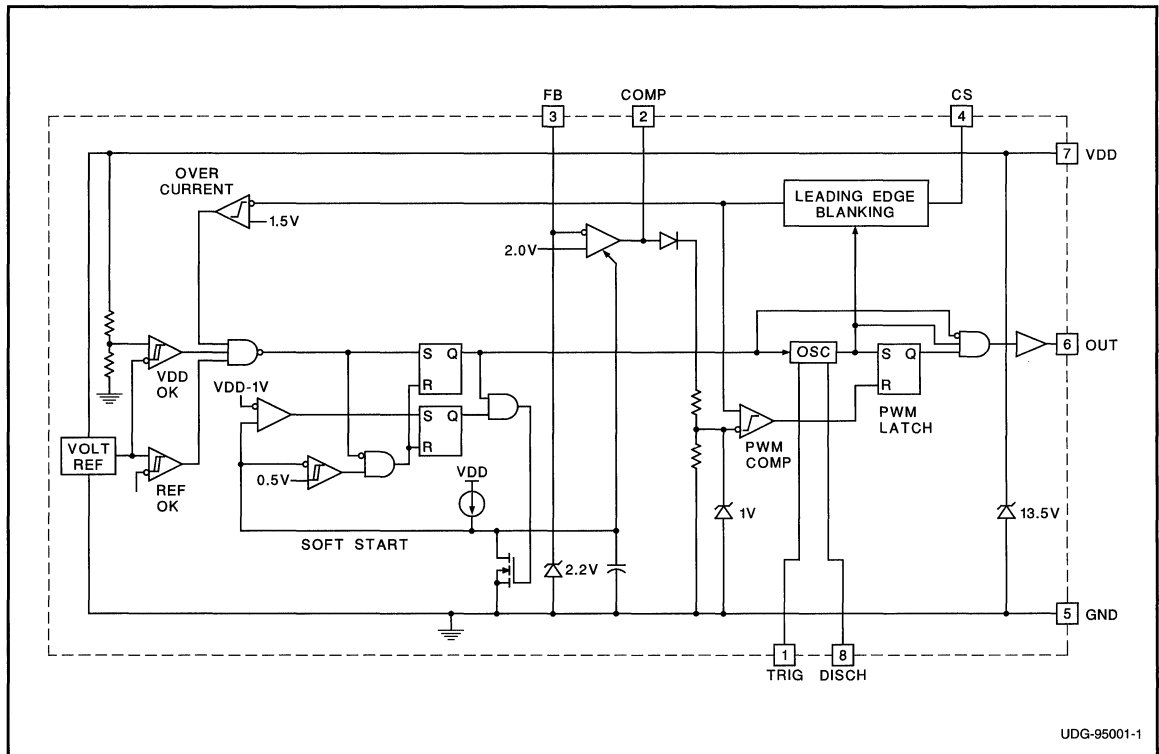 FB
COMP
CS
3
2
4
7
VDD
OVER
CURRENT
LEADING EDGE
BLANKING
1.5V
2.0V
OSC
S Q
R
PWM
LATCH
6
OUT
VDD
OK
S Q
R
VDD-1V
S Q
R
PWM
COMP
VOLT
REF
REF
OK
0.5V
VDD
SOFT START
2.2V
1V
13.5V
5
GND
1
8
TRIG
DISCH
UDG-95001-1